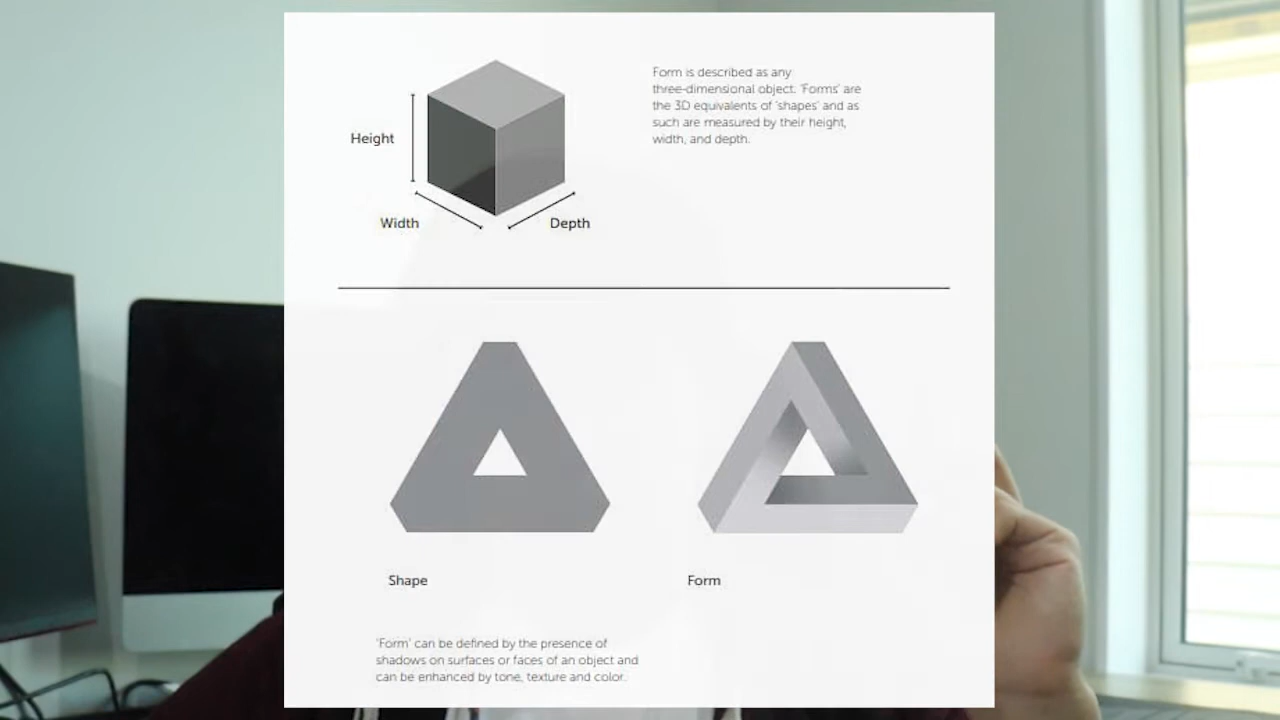 Form is described as any
three-dimensional object. 'Forms' are
the 3D equivalents of 'shapes' and as
such are measured by their height,
width, and depth.
Height
Width
Depth
Shape
Form
'Form' can be defined by the presence of
shadows on surfaces or faces of an object and
can be enhanced by tone, texture and color.